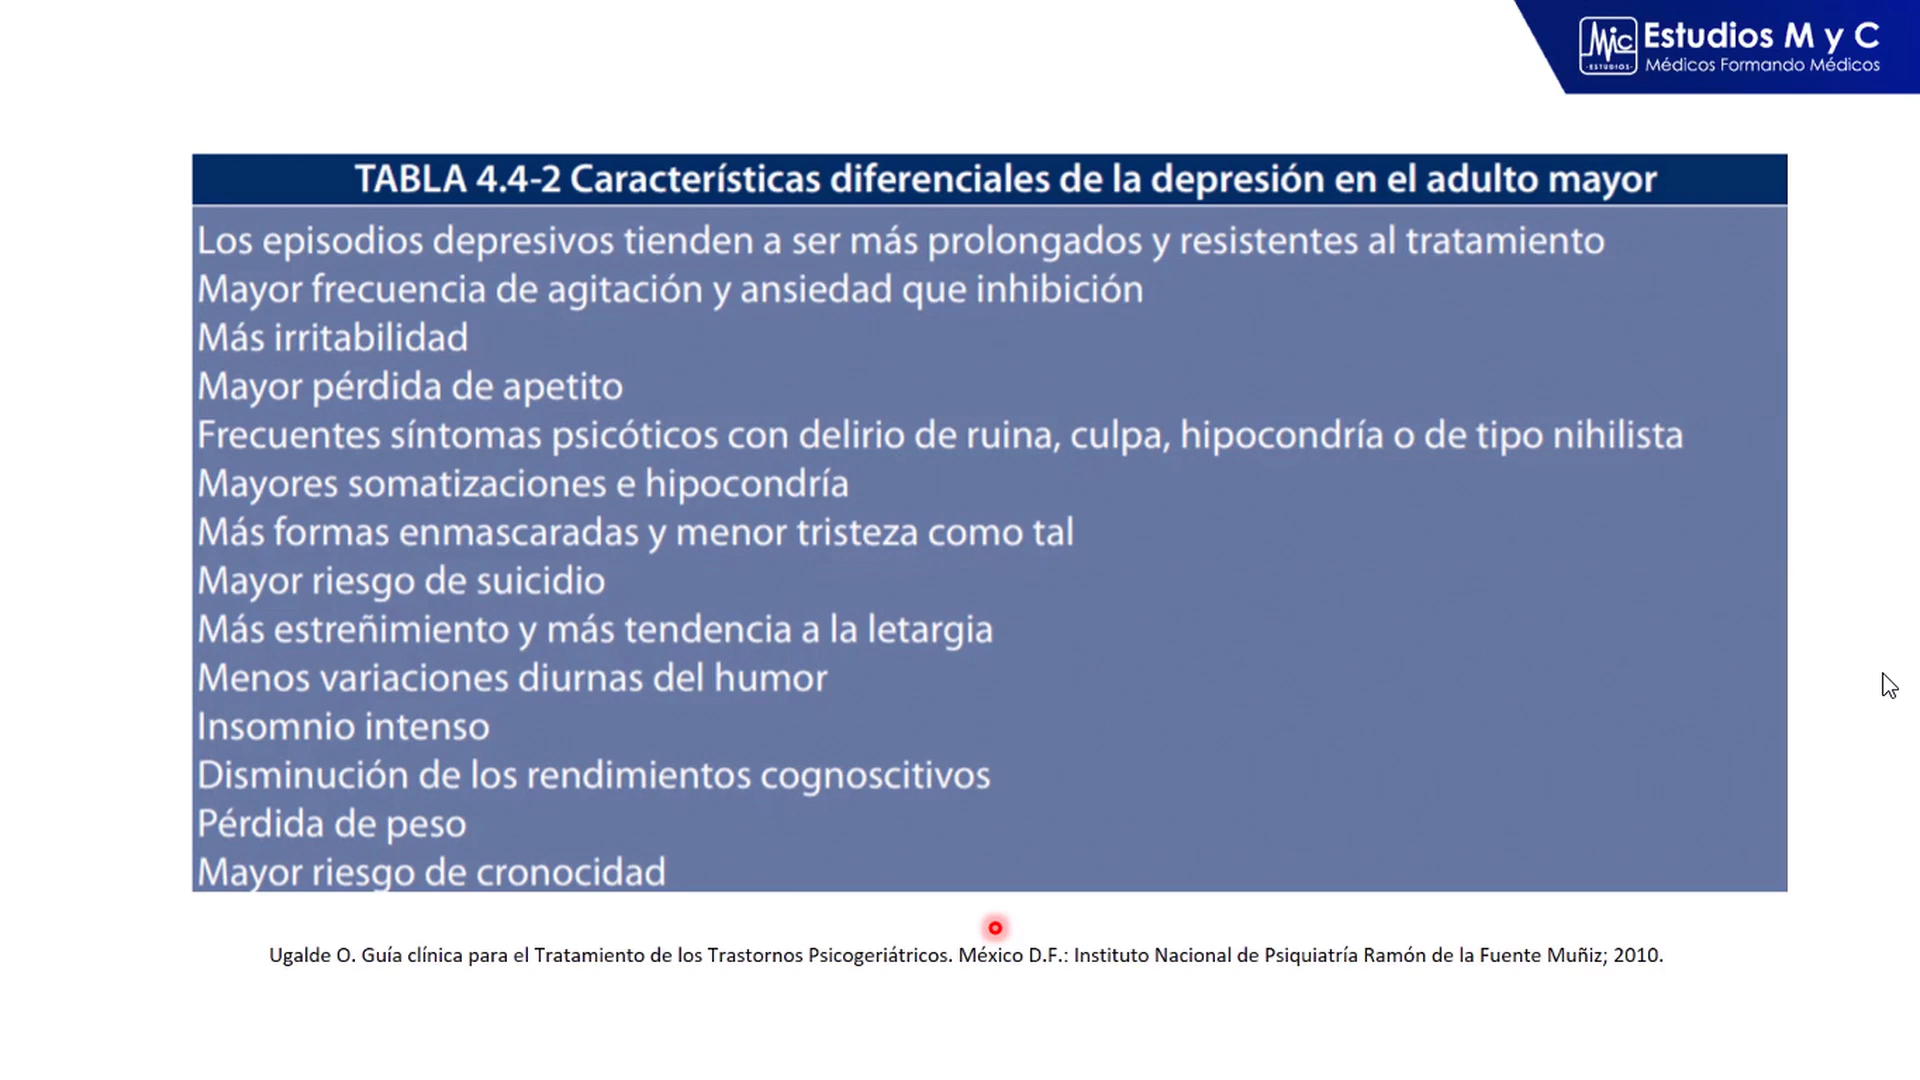 Mic
·ESTUDIOS·
Estudios M y C
Médicos Formando Médicos
TABLA 4.4-2 Características diferenciales de la depresión en el adulto mayor
Los episodios depresivos tienden a ser más prolongados y resistentes al tratamiento
Mayor frecuencia de agitación y ansiedad que inhibición
Más irritabilidad
Mayor pérdida de apetito
Frecuentes síntomas psicóticos con delirio de ruina, culpa, hipocondría o de tipo nihilista
Mayores somatizaciones e hipocondría
Más formas enmascaradas y menor tristeza como tal
Mayor riesgo de suicidio
Más estreñimiento y más tendencia a la letargia
Menos variaciones diurnas del humor
Insomnio intenso
Disminución de los rendimientos cognoscitivos
Pérdida de peso
Mayor riesgo de cronocidad
Ugalde O. Guía clínica para el Tratamiento de los Trastornos Psicogeriátricos. México D.F.: Instituto Nacional de Psiquiatría Ramón de la Fuente Muñiz; 2010.